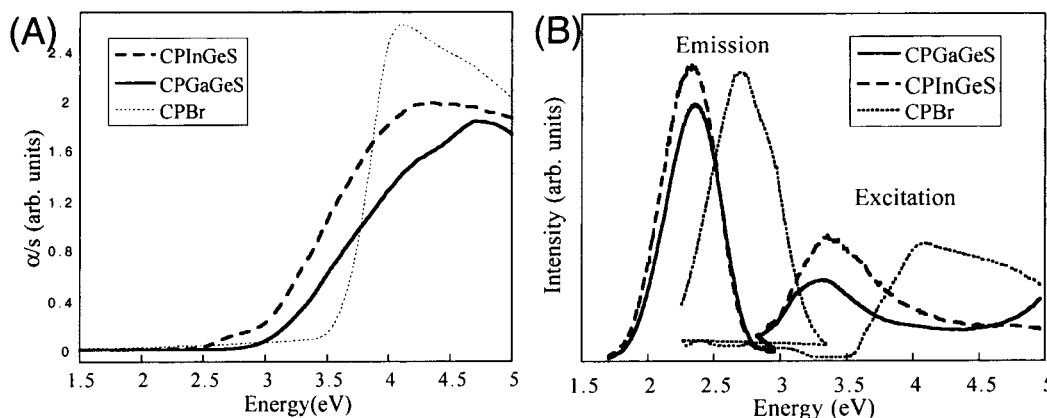 (A)
2.4
2
1.6
1.2
0.8
0.4
0
α/s (arb. units)
CPInGeS
CPGaGeS
CPBr
1.5 2 2.5 3 3.5 4 4.5 5
Energy(eV)
(B)
Intensity (arb. units)
Emission
CPGaGeS
CPInGeS
CPBr
Excitation
1.5 2 2.5 3 3.5 4 4.5 5
Energy (eV)